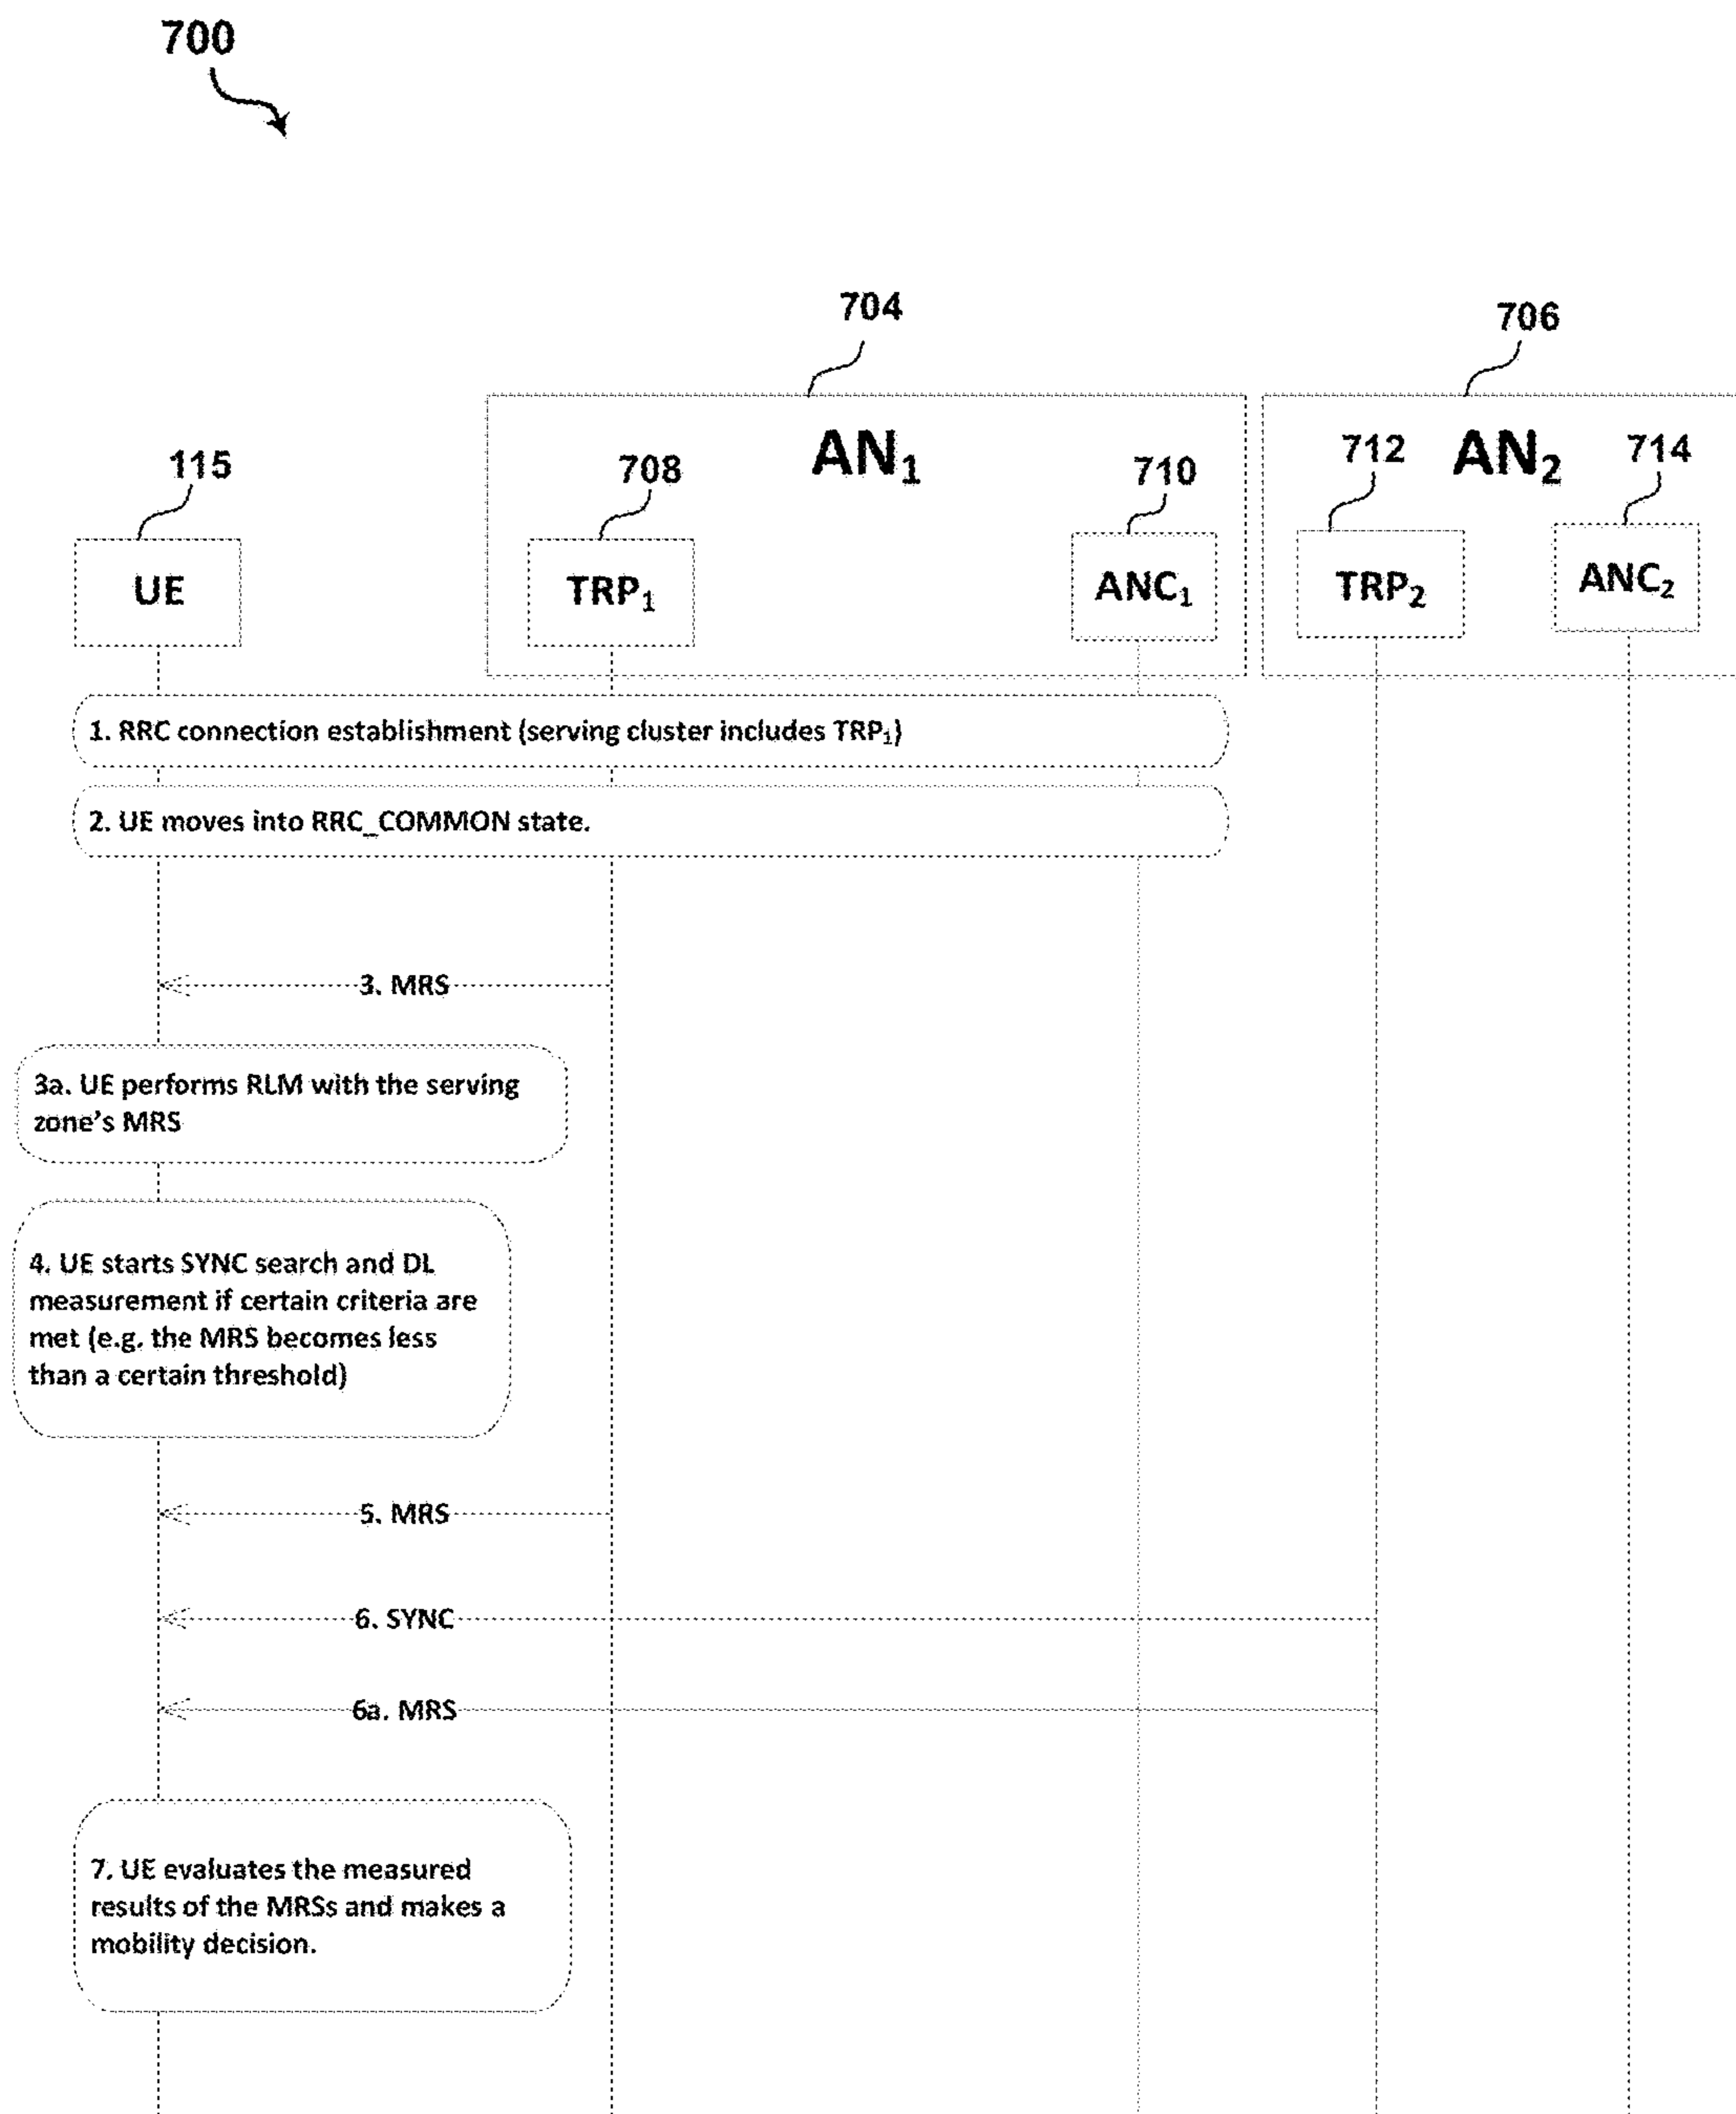 700
704
706
AN1
AN2
115
708
710
712
714
UE
TRP1
ANC1
TRP2
ANC2
1. RRC connection establishment (serving cluster includes TRP1)
2. UE moves into RRC_COMMON state.
3. MRS
3a. UE performs RLM with the serving
zone's MRS
4. UE starts SYNC search and DL
measurement if certain criteria are
met (e.g. the MRS becomes less
than a certain threshold)
5. MRS
6. SYNC
6a. MRS
7. UE evaluates the measured
results of the MRSs and makes a
mobility decision.